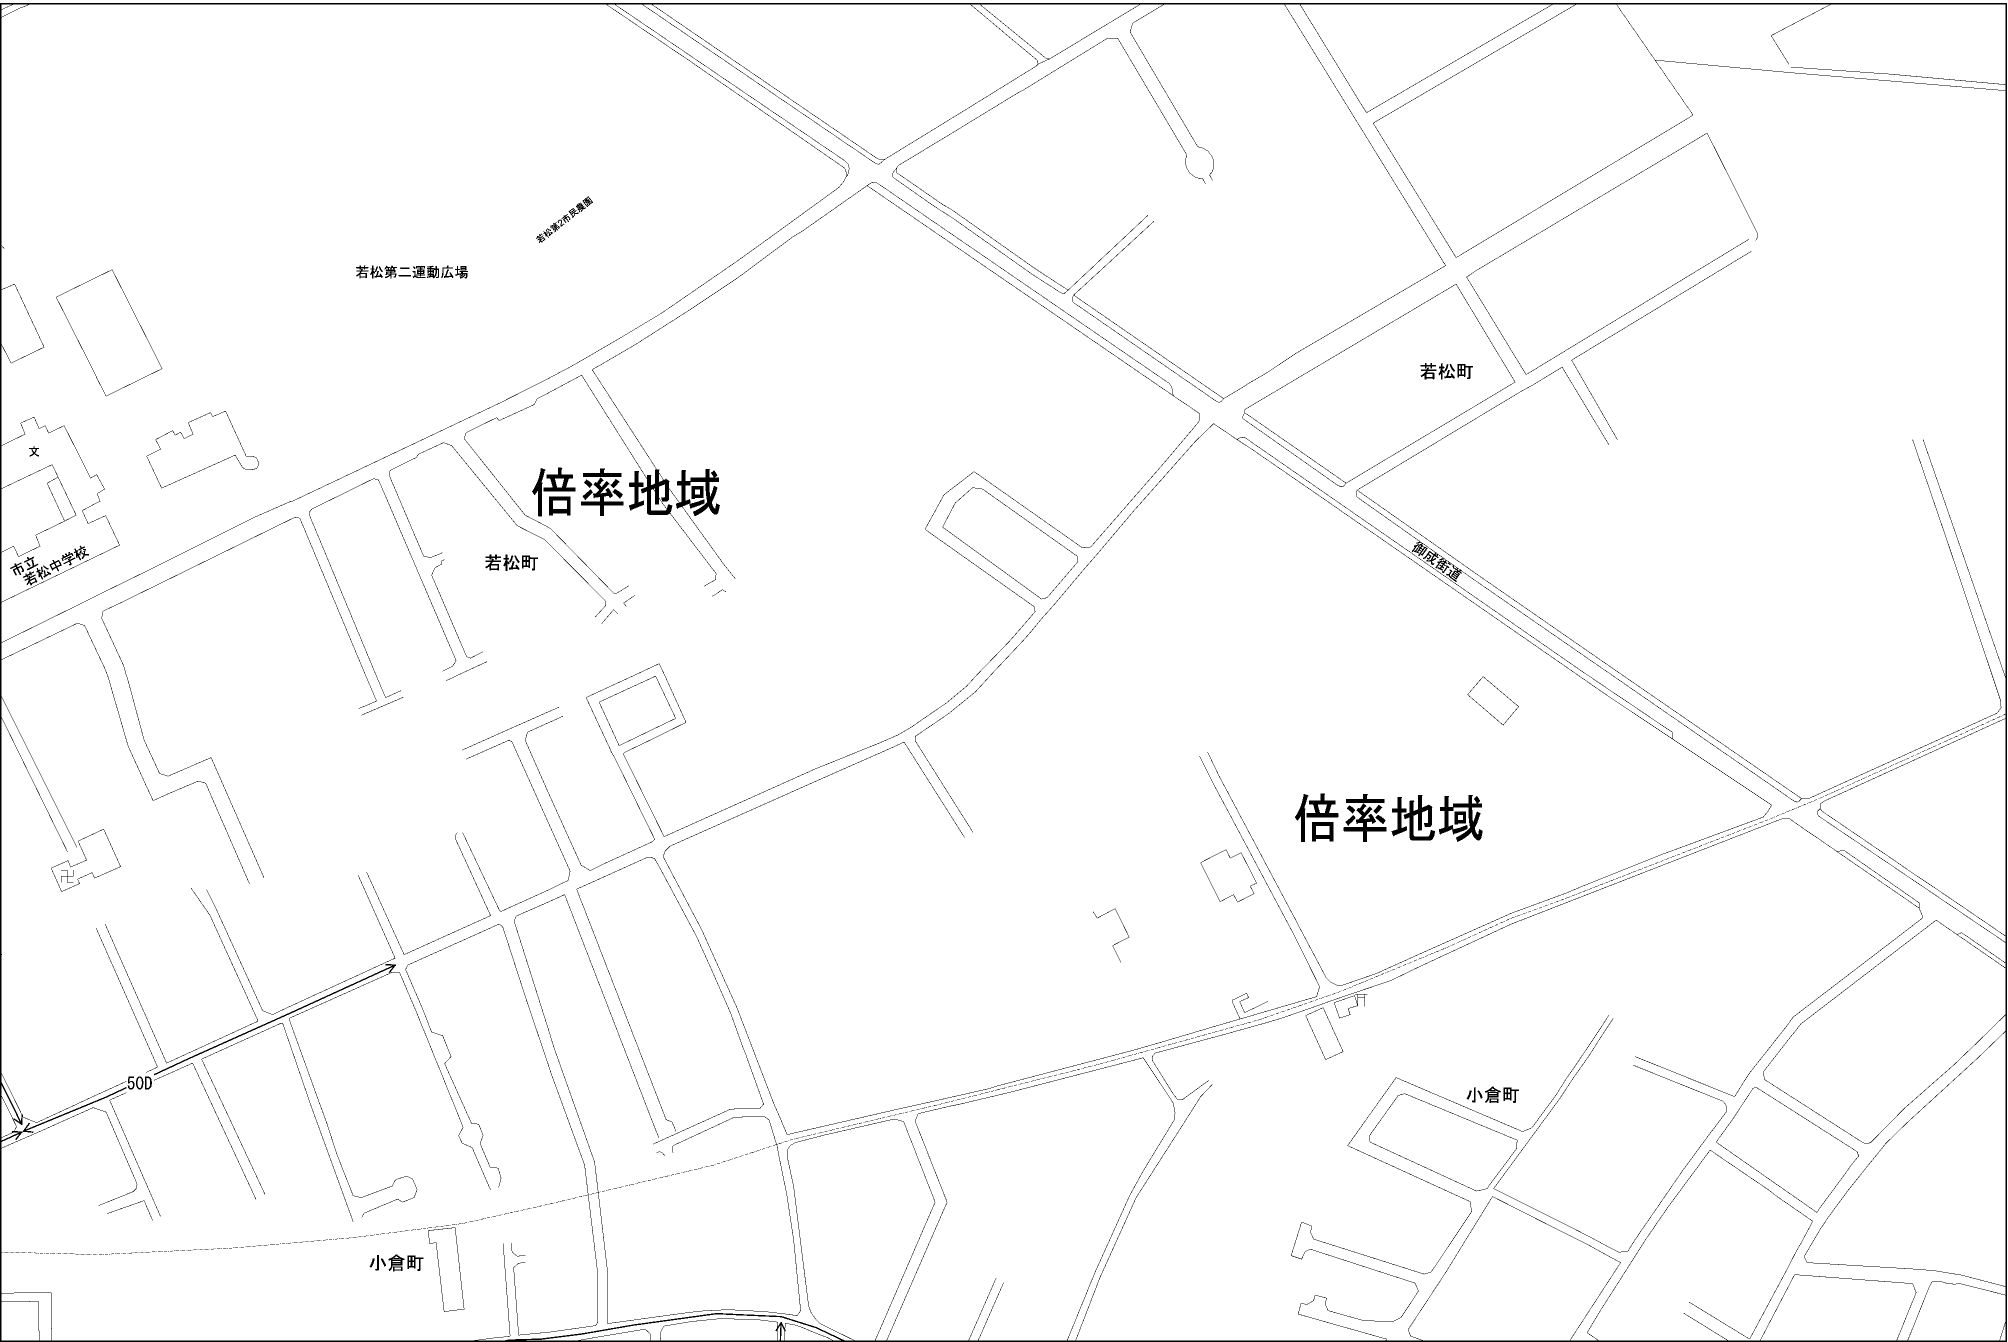 若松第2市民農園
若松第二運動広場
若松町
文
倍率地域
市立
若松中学校
若松町
御成街道
倍率地域
50D
小倉町
小倉町